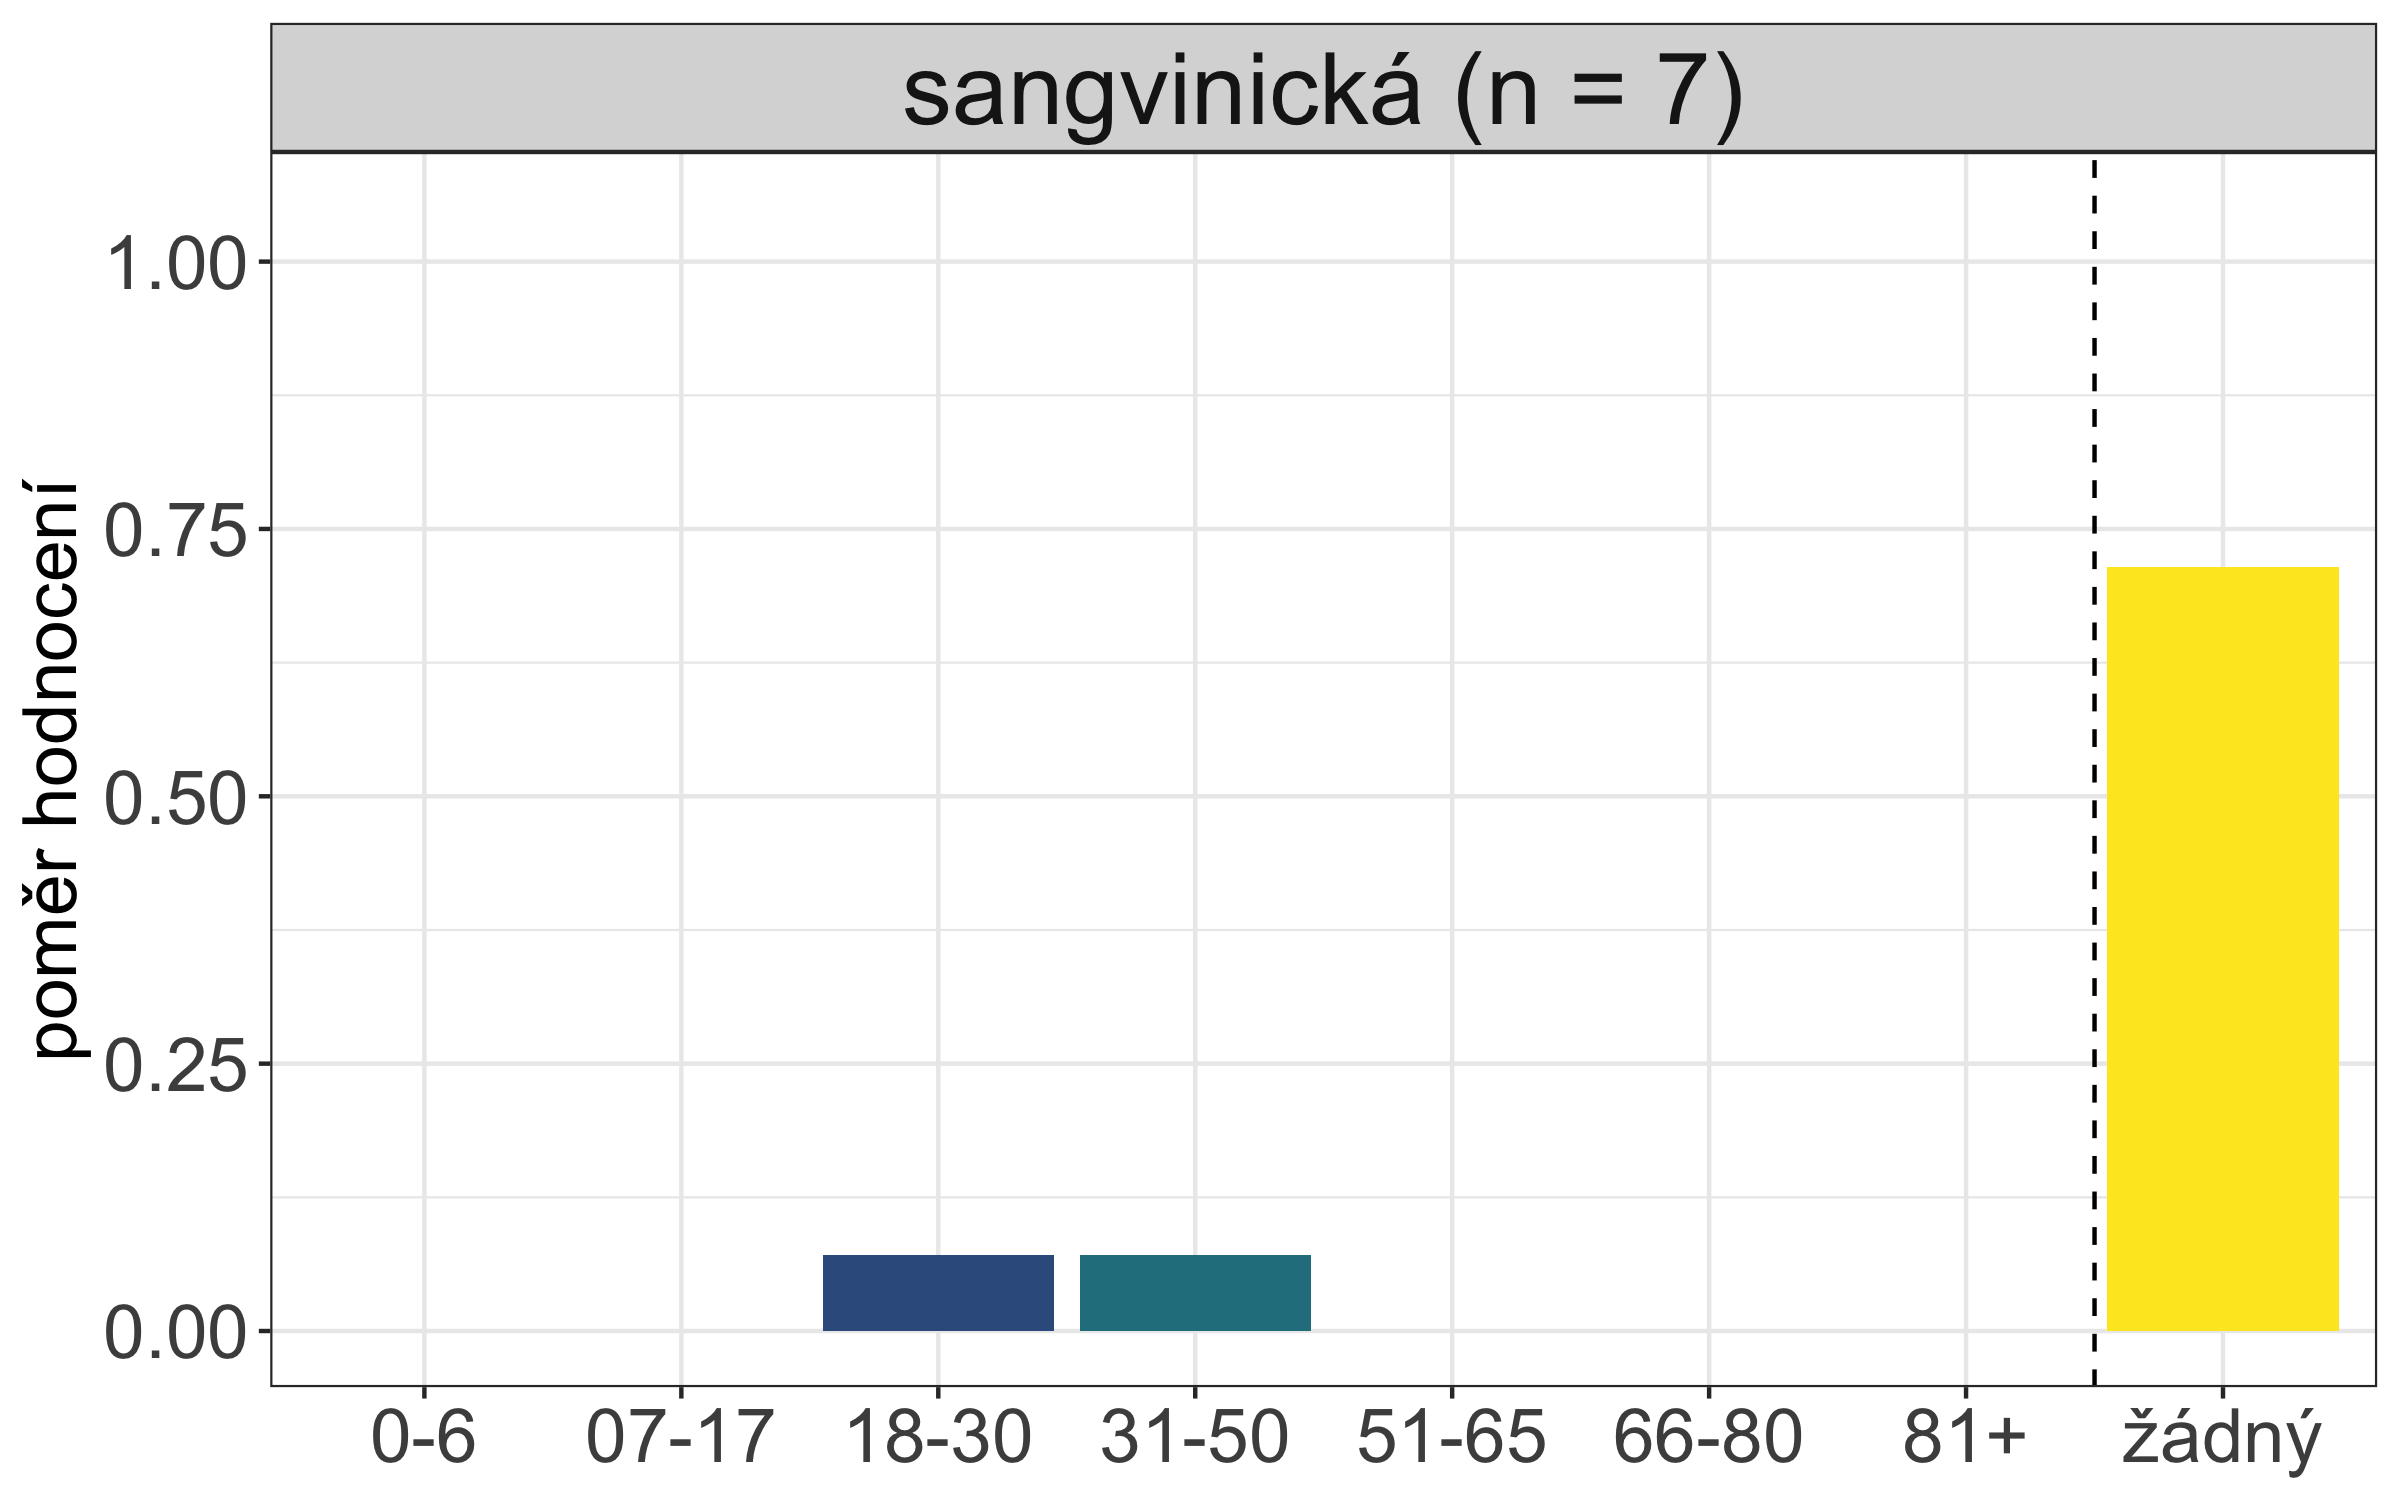 sangvinická (n = 7)
poměr hodnocení
1.00
0.75
0.50
0.25
0.00
0-6 07-17 18-30 31-50 51-65 66-80 81+ žádný